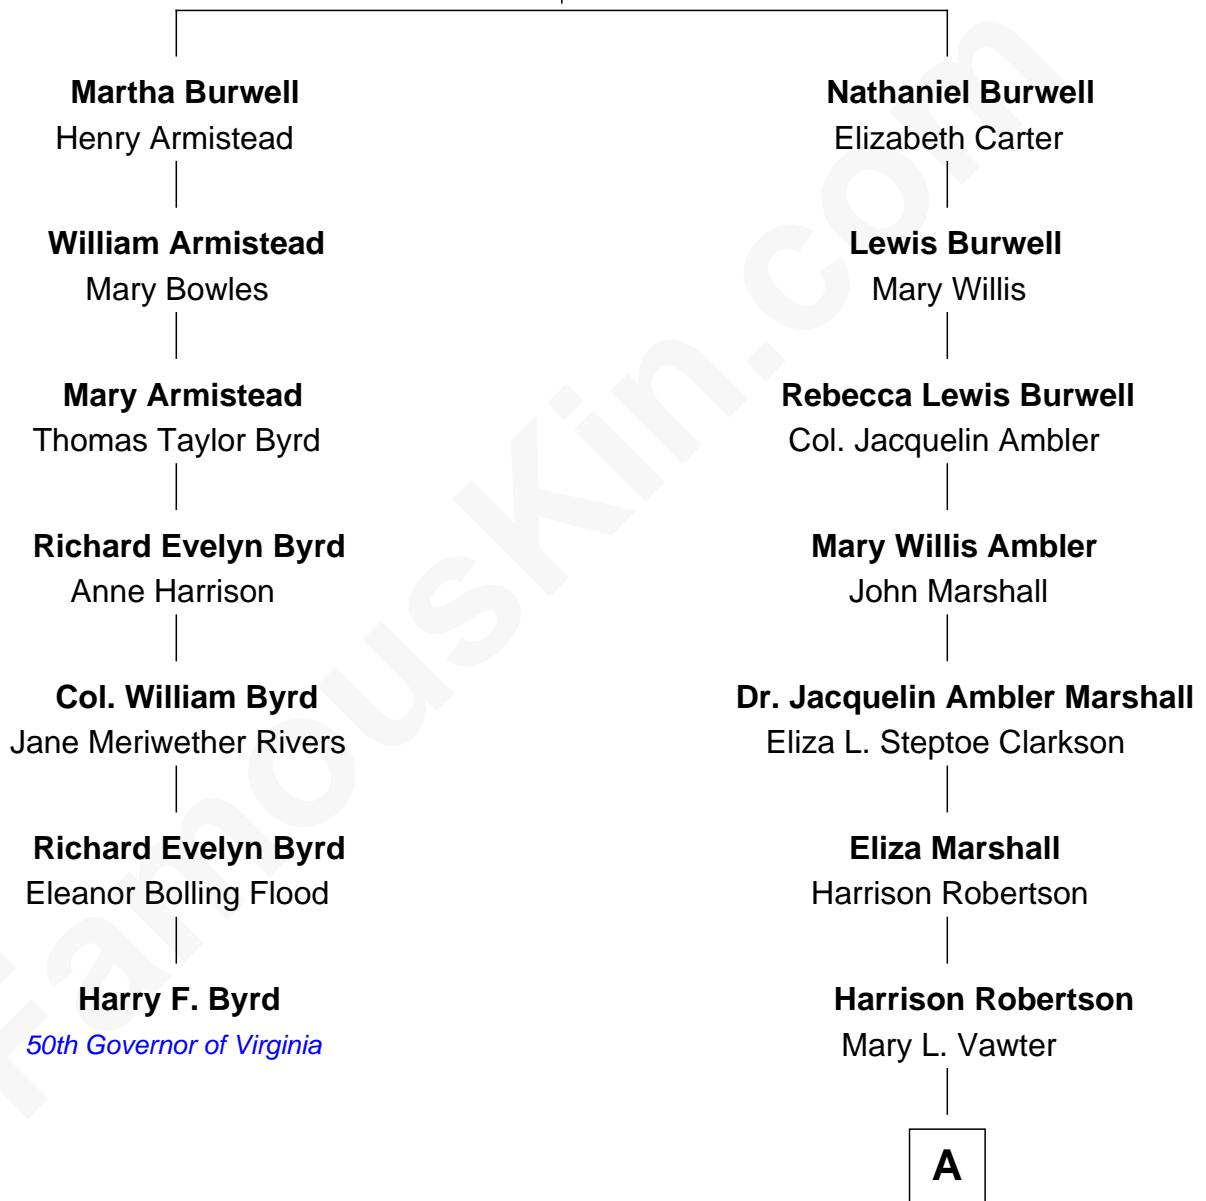 Martha Burwell
Henry Armistead
William Armistead
Mary Bowles
Mary Armistead
Thomas Taylor Byrd
Richard Evelyn Byrd
Anne Harrison
Col. William Byrd
Jane Meriwether Rivers
Richard Evelyn Byrd
Eleanor Bolling Flood
Harry F. Byrd
50th Governor of Virginia
Nathaniel Burwell
Elizabeth Carter
Lewis Burwell
Mary Willis
Rebecca Lewis Burwell
Col. Jacquelin Ambler
Mary Willis Ambler
John Marshall
Dr. Jacquelin Ambler Marshall
Eliza L. Steptoe Clarkson
Eliza Marshall
Harrison Robertson
Harrison Robertson
Mary L. Vawter
A
FamousKin.com